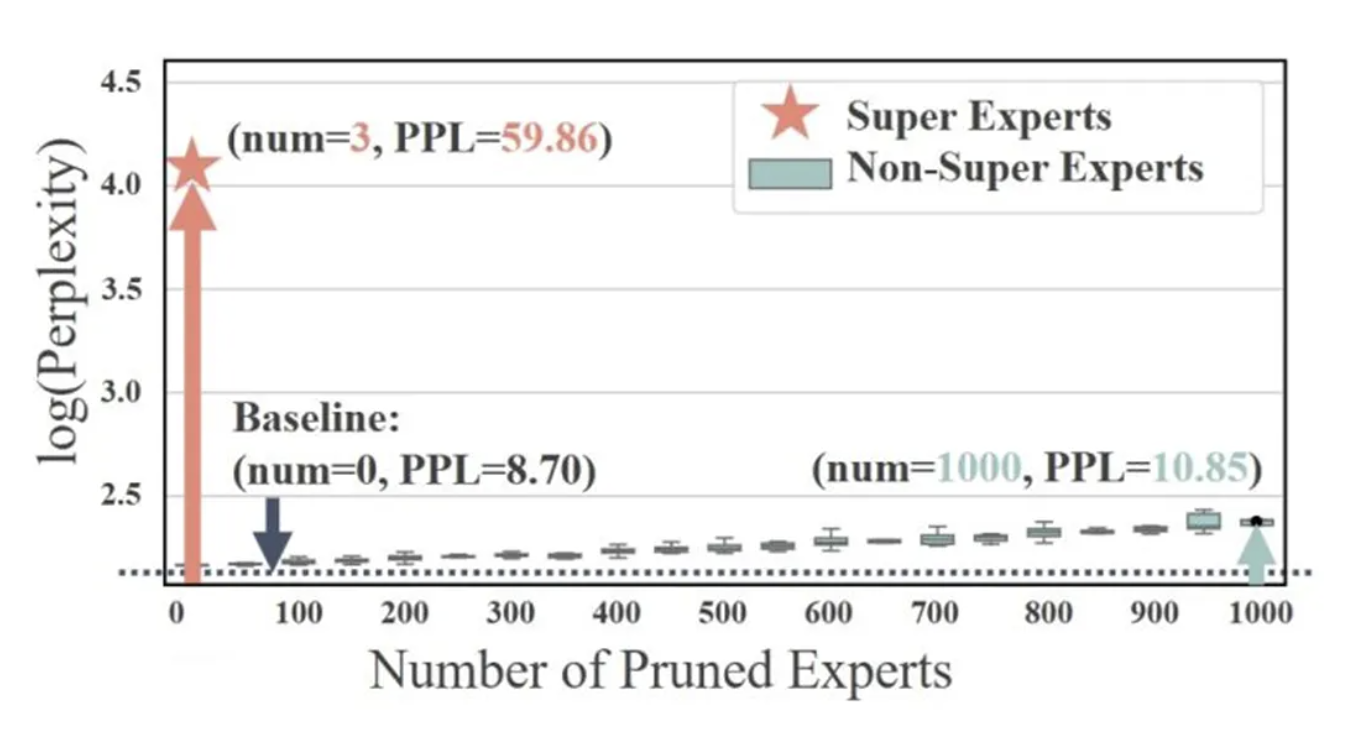 4.5
4.0
3.5
3.0
2.5
log(Perplexity)
(num=3, PPL=59.86)
Super Experts
Non-Super Experts
Baseline:
(num=0, PPL=8.70)
(num=1000, PPL=10.85)
0 100 200 300 400 500 600 700 800 900 1000
Number of Pruned Experts